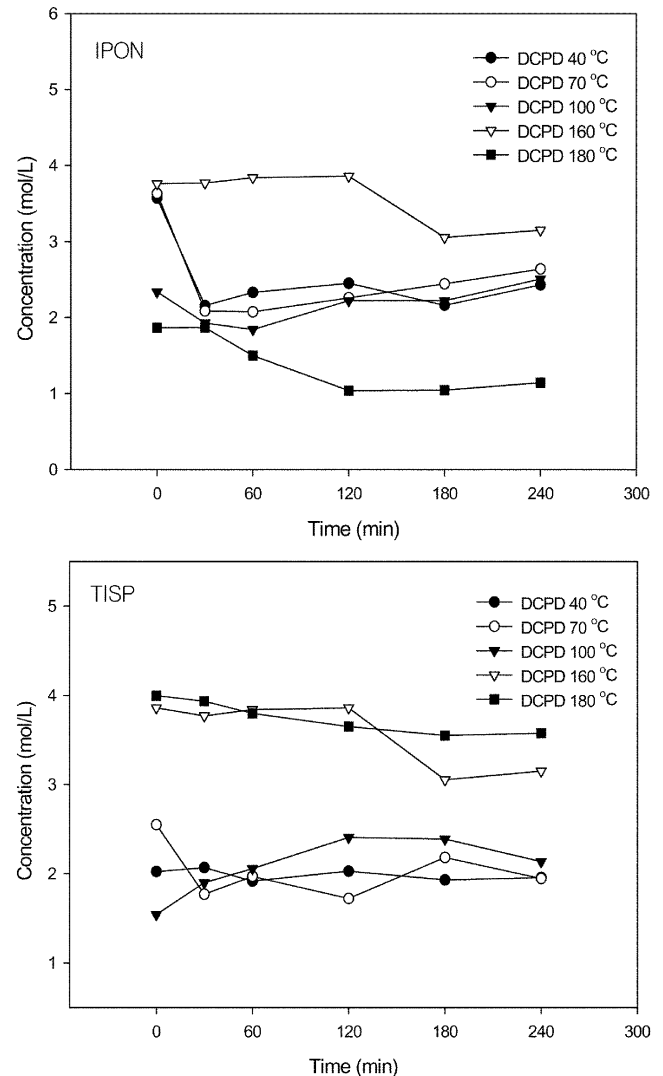 6
IPON
DCPD 40 °C
DCPD 70 °C
5
DCPD 100 °C
DCPD 160 °C
DCPD 180 °C
4
Concentration (mol/L)
3
2
1
0
0 60 120 180 240 300
Time (min)
TISP
5
DCPD 40 °C
DCPD 70 °C
DCPD 100 °C
DCPD 160 °C
DCPD 180 °C
4
Concentration (mol/L)
3
2
1
0 60 120 180 240 300
Time (min)